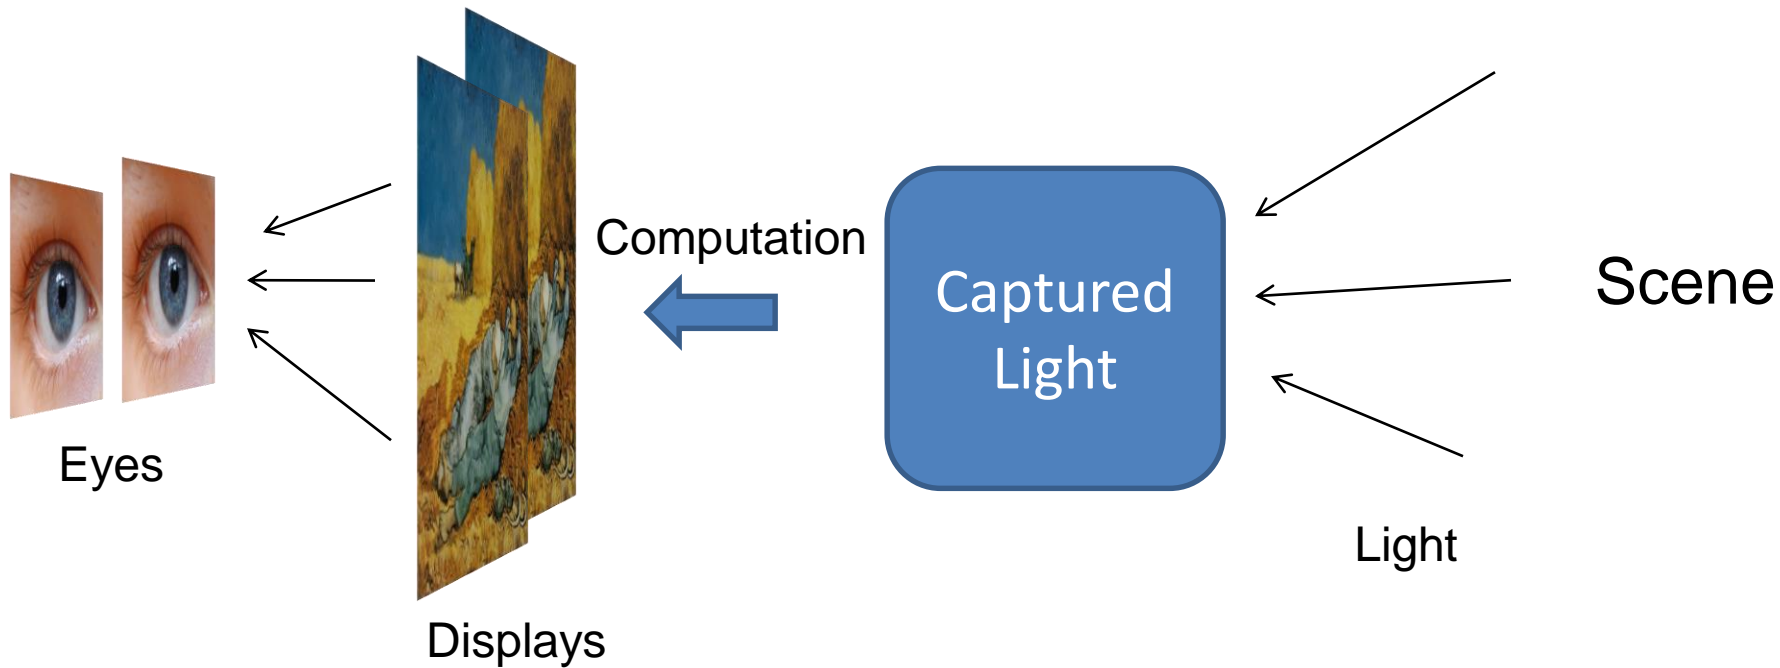 Computation
Captured
Light
Scene
Eyes
Light
Displays